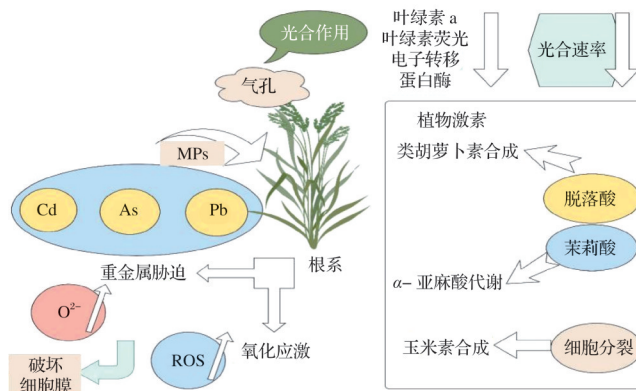 光合作用
气孔
叶绿素 a
叶绿素荧光
电子转移
蛋白酶
光合速率
MPs
Cd
As
Pb
根系
重金属胁迫
O²⁻
ROS
氧化应激
破坏
细胞膜
植物激素
类胡萝卜素合成
脱落酸
茉莉酸
α- 亚麻酸代谢
玉米素合成
细胞分裂